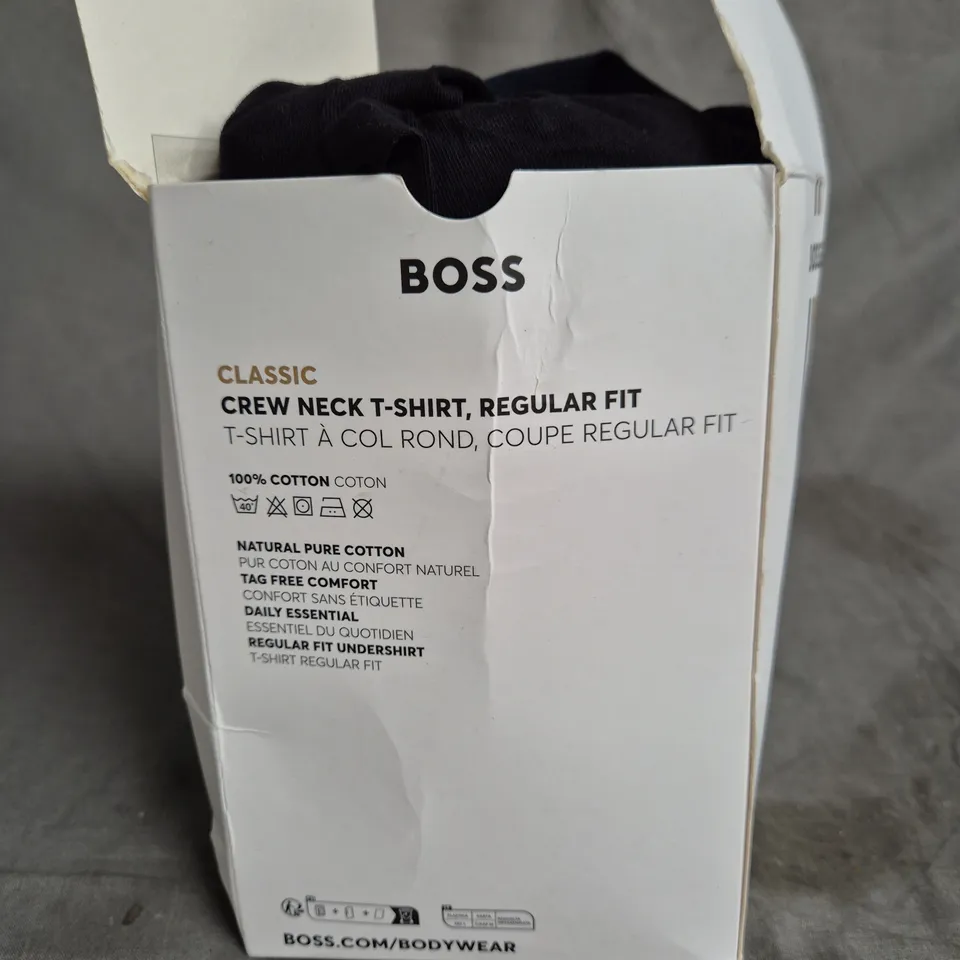 BOSS
CLASSIC
CREW NECK T-SHIRT, REGULAR FIT
T-SHIRT À COL ROND, COUPE REGULAR FIT
100% COTTON COTON
40°
NATURAL PURE COTTON
PUR COTON AU CONFORT NATUREL
TAG FREE COMFORT
CONFORT SANS ÉTIQUETTE
DAILY ESSENTIAL
ESSENTIEL DU QUOTIDIEN
REGULAR FIT UNDERSHIRT
T-SHIRT REGULAR FIT
BOSS.COM/BODYWEAR